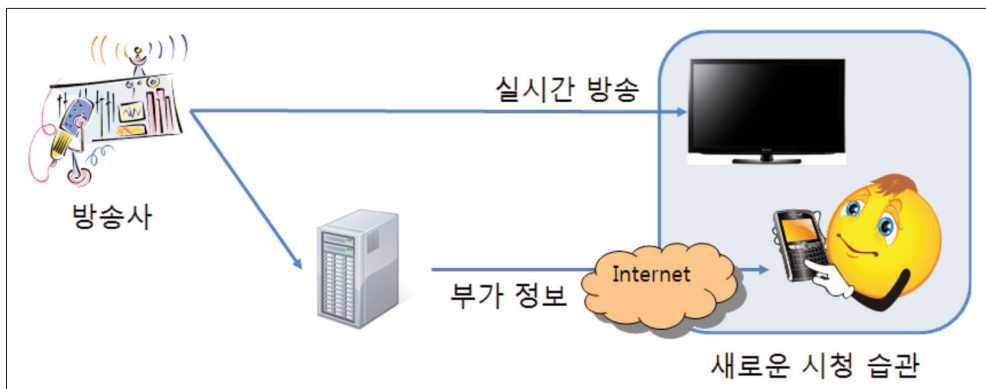 실시간 방송
방송사
Internet
부가 정보
새로운 시청 습관